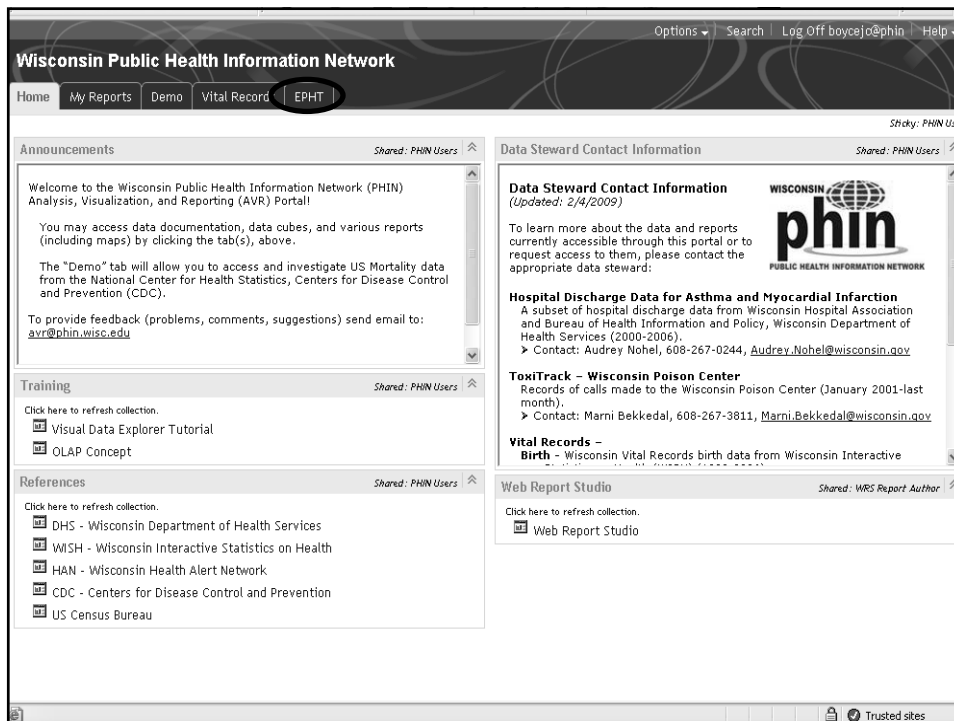 Options Search Log Off boycejo@phin Help
Wisconsin Public Health Information Network
Home My Reports Demo Vital Record EPHT
Sticky: PHIN Us
Announcements Shared: PHIN Users
Welcome to the Wisconsin Public Health Information Network (PHIN)
Analysis, Visualization, and Reporting (AVR) Portal!
You may access data documentation, data cubes, and various reports
(including maps) by clicking the tab(s), above.
The "Demo" tab will allow you to access and investigate US Mortality data
from the National Center for Health Statistics, Centers for Disease Control
and Prevention (CDC).
To provide feedback (problems, comments, suggestions) send email to:
avr@phin.wisc.edu
Training Shared: PHIN Users
Click here to refresh collection.
Visual Data Explorer Tutorial
OLAP Concept
References Shared: PHIN Users
Click here to refresh collection.
DHS - Wisconsin Department of Health Services
WISH - Wisconsin Interactive Statistics on Health
HAN - Wisconsin Health Alert Network
CDC - Centers for Disease Control and Prevention
US Census Bureau
Data Steward Contact Information Shared: PHIN Users
Data Steward Contact Information
(Updated: 2/4/2009)
To learn more about the data and reports
currently accessible through this portal or to
request access to them, please contact the
appropriate data steward:
WISCONSIN
phin
PUBLIC HEALTH INFORMATION NETWORK
Hospital Discharge Data for Asthma and Myocardial Infarction
A subset of hospital discharge data from Wisconsin Hospital Association
and Bureau of Health Information and Policy, Wisconsin Department of
Health Services (2000-2006).
➤ Contact: Audrey Nohel, 608-267-0244, Audrey.Nohel@wisconsin.gov
ToxiTrack – Wisconsin Poison Center
Records of calls made to the Wisconsin Poison Center (January 2001-last
month).
➤ Contact: Marni Bekkedal, 608-267-3811, Marni.Bekkedal@wisconsin.gov
Vital Records –
Birth - Wisconsin Vital Records birth data from Wisconsin Interactive
Web Report Studio Shared: WRS Report Author
Click here to refresh collection.
Web Report Studio
Trusted sites